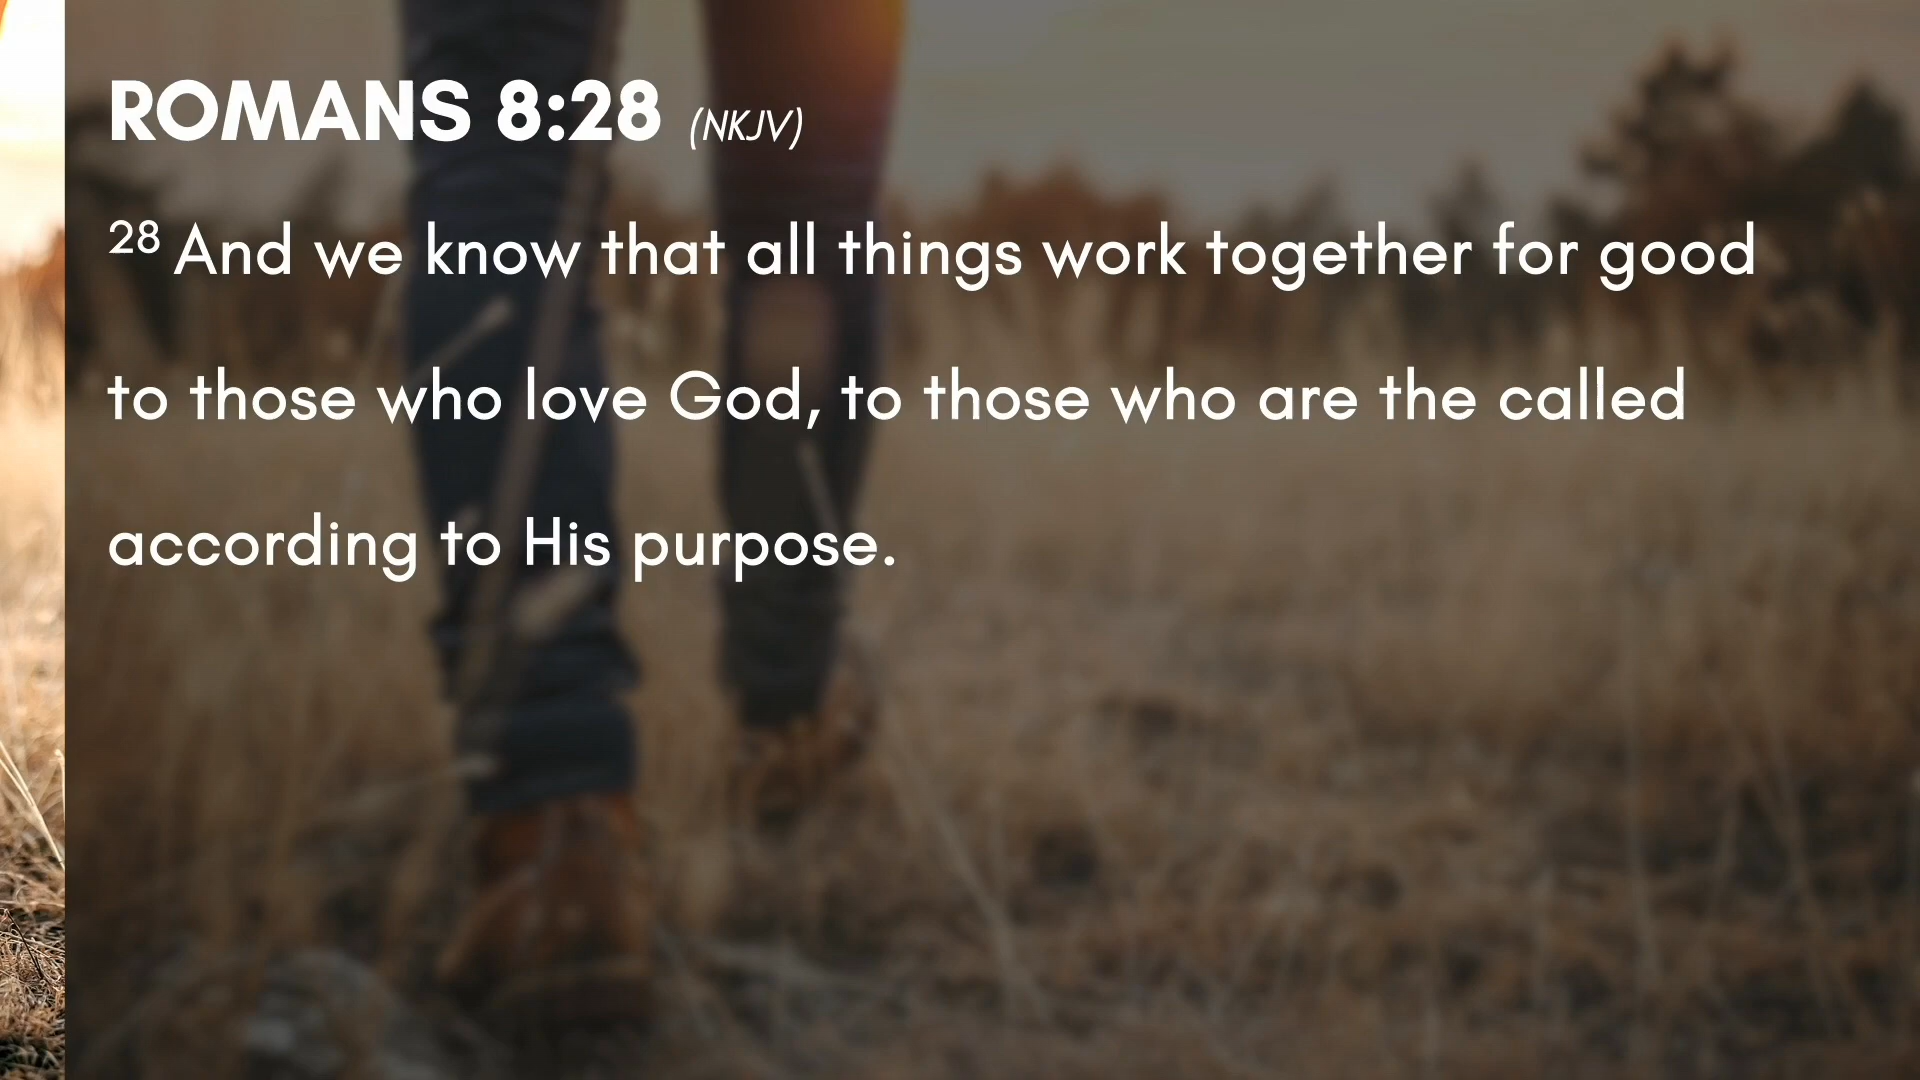 ROMANS 8:28 (NKJV)
28 And we know that all things work together for good
to those who love God, to those who are the called
according to His purpose.